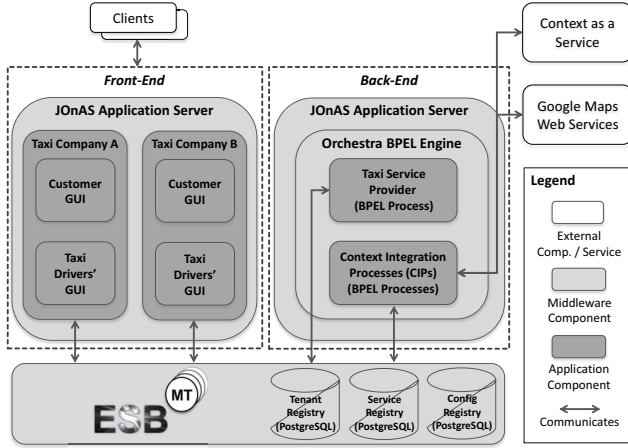 Clients
Context as a
Service
Google Maps
Web Services
Front-End
JOnAS Application Server
Taxi Company A
Customer
GUI
Taxi
Drivers'
GUI
Taxi Company B
Customer
GUI
Taxi
Drivers'
GUI
Back-End
JOnAS Application Server
Orchestra BPEL Engine
Taxi Service
Provider
(BPEL Process)
Context Integration
Processes (CIPs)
(BPEL Processes)
Legend
External
Comp. / Service
Middleware
Component
Application
Component
Communicates
ESB
MT
Tenant
Registry
(PostgreSQL)
Service
Registry
(PostgreSQL)
Config
Registry
(PostgreSQL)